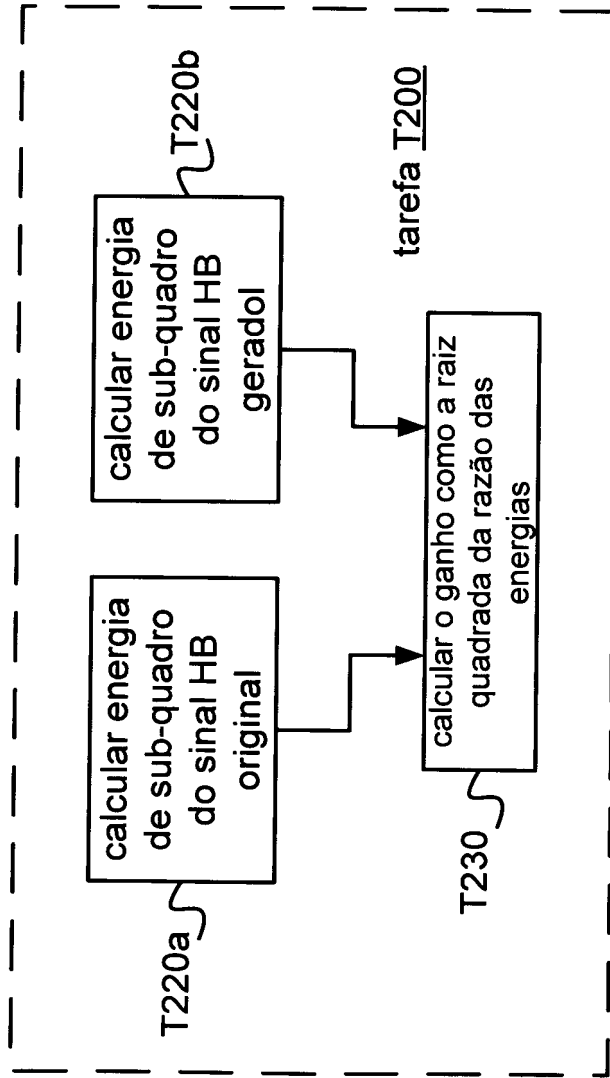 calcular energia
de sub-quadro
do sinal HB
original
T220a
calcular energia
de sub-quadro
do sinal HB
geradol
T220b
calcular o ganho como a raiz
quadrada da razão das
energias
T230
tarefa T200